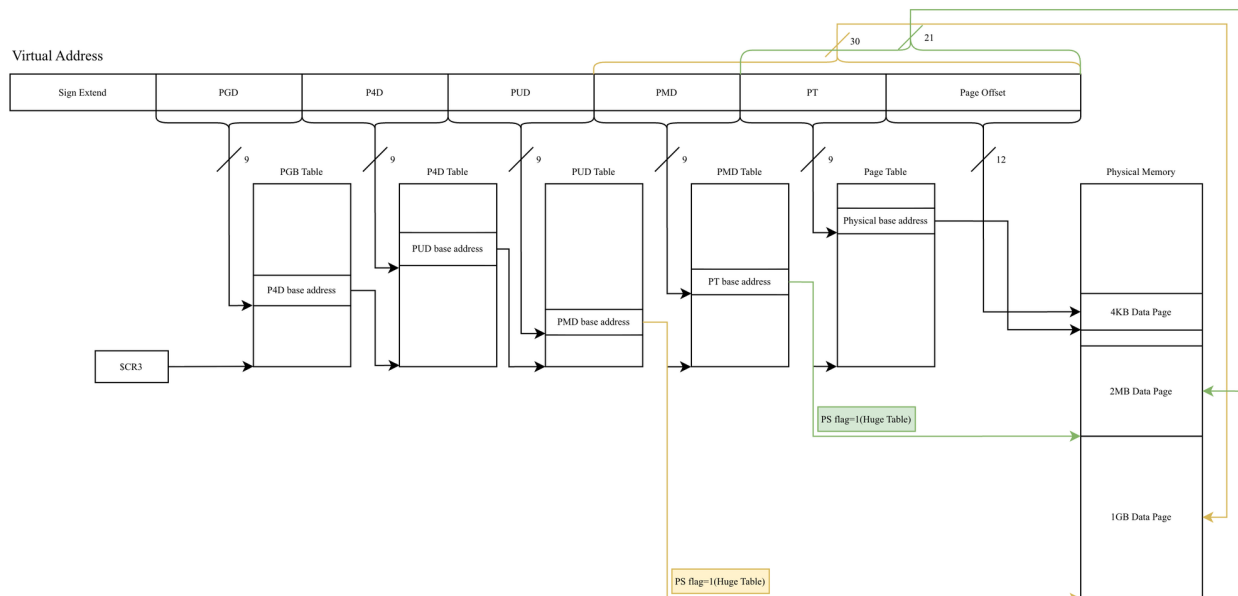 30
21
Virtual Address
Sign Extend
PGD
P4D
PUD
PMD
PT
Page Offset
9
9
9
9
9
12
PGB Table
P4D Table
PUD Table
PMD Table
Page Table
Physical Memory
Physical base address
PUD base address
PT base address
P4D base address
4KB Data Page
PMD base address
$CR3
2MB Data Page
PS flag=1(Huge Table)
1GB Data Page
PS flag=1(Huge Table)